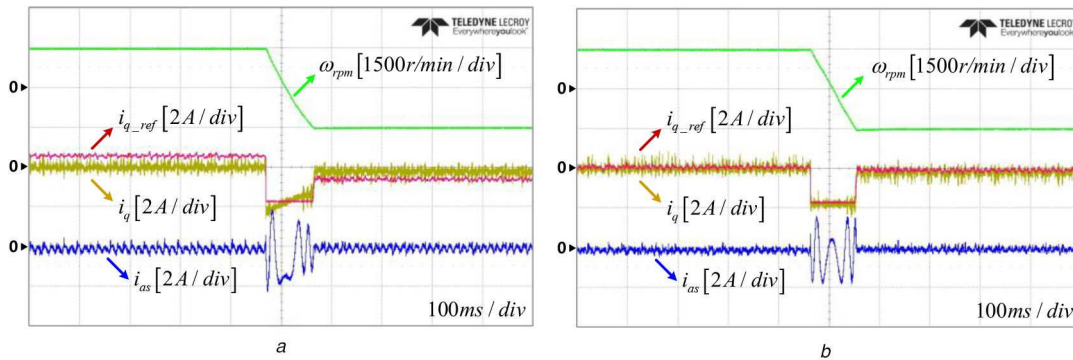 TELEDYNE LECROY
Everywhereyoulook™
0
ω_rpm [1500r/min / div]
i_q_ref [2A / div]
0
i_q [2A / div]
0
i_as [2A / div]
100ms / div
a
TELEDYNE LECROY
Everywhereyoulook™
0
ω_rpm [1500r/min / div]
i_q_ref [2A / div]
0
i_q [2A / div]
0
i_as [2A / div]
100ms / div
b